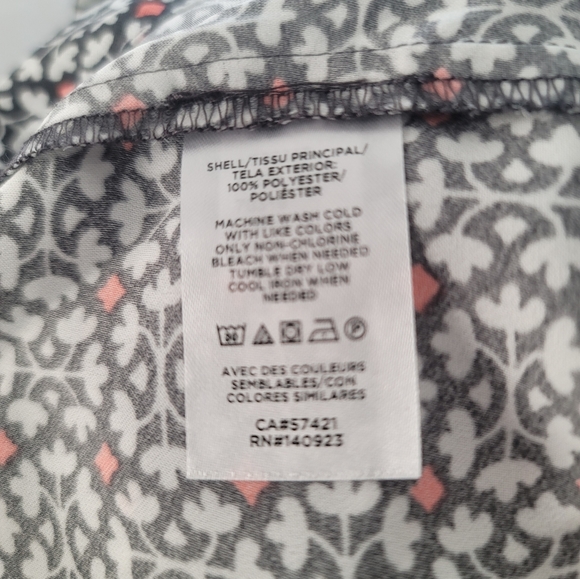 SHELL/TISSU PRINCIPAL/
TELA EXTERIOR:
100% POLYESTER/
POLIÉSTER
MACHINE WASH COLD
WITH LIKE COLORS
ONLY NON-CHLORINE
BLEACH WHEN NEEDED
TUMBLE DRY LOW
COOL IRON WHEN
NEEDED
30 P
AVEC DES COULEURS
SEMBLABLES/CON
COLORES SIMILARES
CA#57421
RN#140923